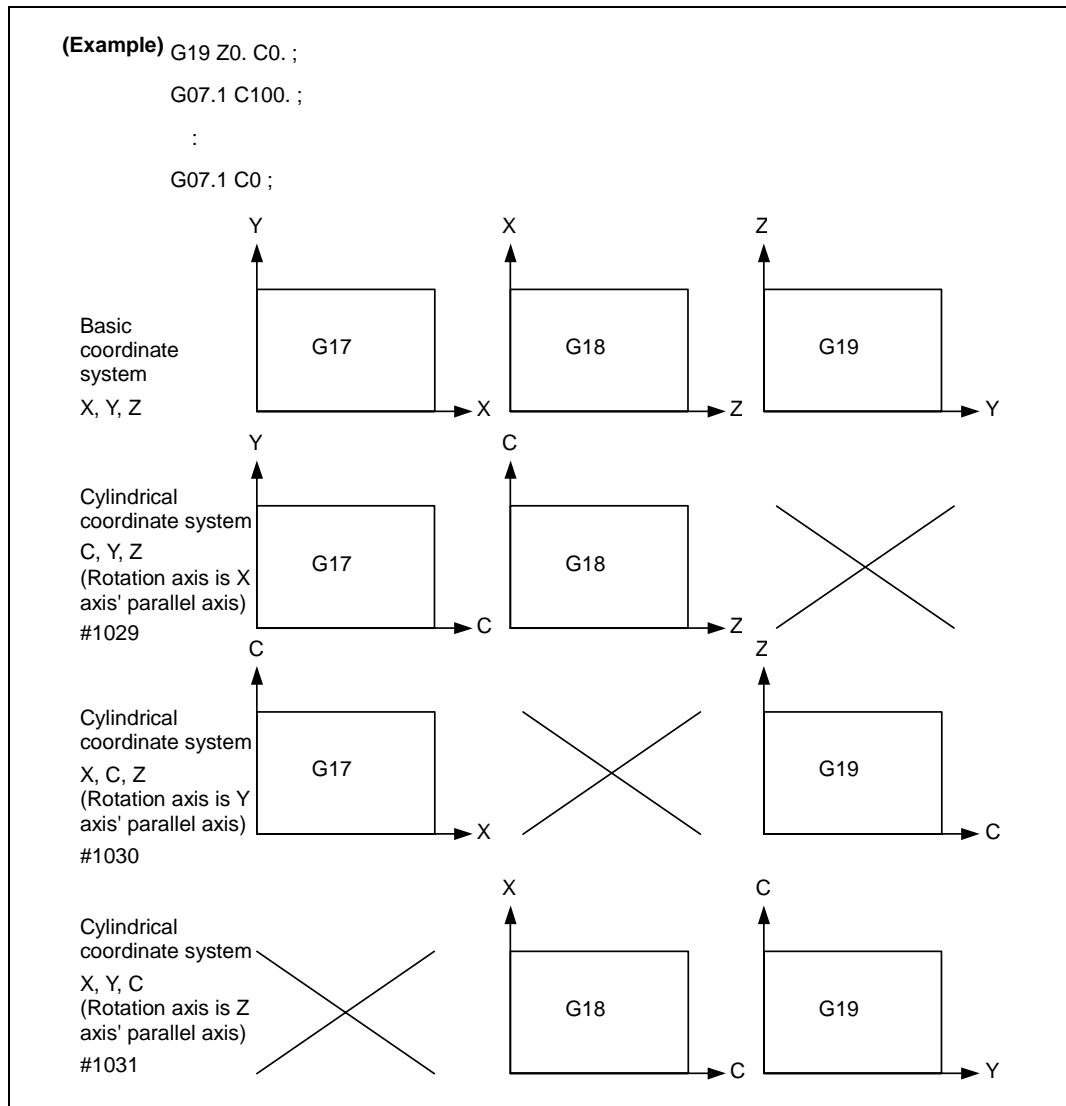 (Example) G19 Z0. C0. ;
G07.1 C100. ;
:
G07.1 C0 ;
Y
X
Z
Basic
coordinate
system
X, Y, Z
G17
G18
G19
X
Z
Y
Y
C
Cylindrical
coordinate system
C, Y, Z
(Rotation axis is X
axis' parallel axis)
#1029
G17
G18
C
Z
C
Z
Cylindrical
coordinate system
X, C, Z
(Rotation axis is Y
axis' parallel axis)
#1030
G17
G19
X
C
X
C
Cylindrical
coordinate system
X, Y, C
(Rotation axis is Z
axis' parallel axis)
#1031
G18
G19
C
Y